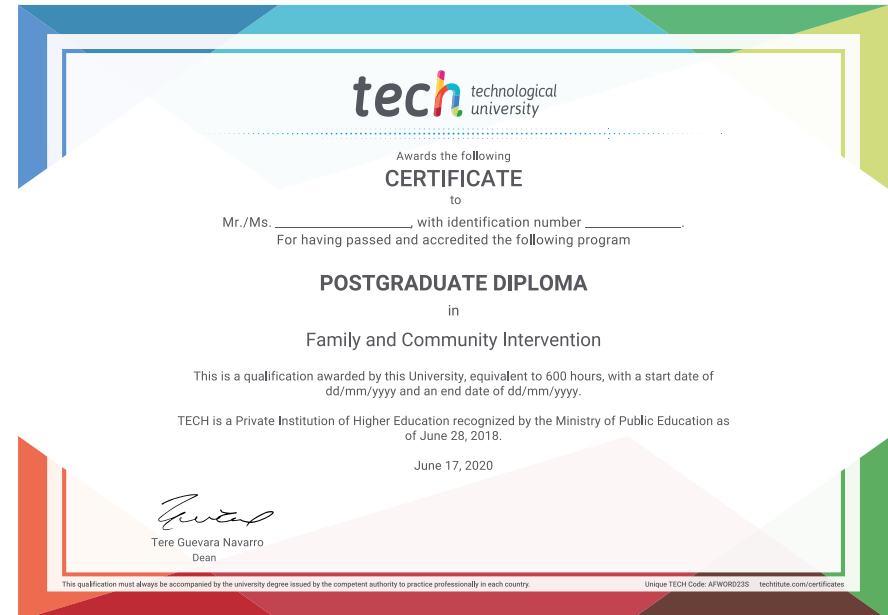 tech technological
university
Awards the following
CERTIFICATE
to
Mr./Ms. ____________________, with identification number ______________.
For having passed and accredited the following program
POSTGRADUATE DIPLOMA
in
Family and Community Intervention
This is a qualification awarded by this University, equivalent to 600 hours, with a start date of
dd/mm/yyyy and an end date of dd/mm/yyyy.
TECH is a Private Institution of Higher Education recognized by the Ministry of Public Education as
of June 28, 2018.
June 17, 2020
Tere Guevara Navarro
Dean
This qualification must always be accompanied by the university degree issued by the competent authority to practice professionally in each country.
Unique TECH Code: AFWORD23S techtitute.com/certificates